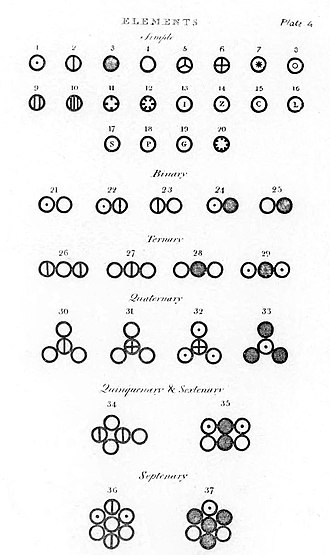 ELEMENTS Plate 4
Simple
1 2 3 4 5 6 7 8
9 10 11 12 13 14 15 16
I Z C L
17 18 19 20
S P G
Binary
21 22 23 24 25
Ternary
26 27 28 29
Quaternary
30 31 32 33
Quinquenary & Sextenary
34 35
Septenary
36 37